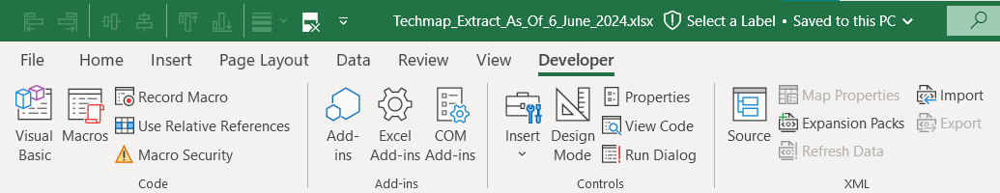 Techmap_Extract_As_Of_6_June_2024.xlsx Select a Label • Saved to this PC
File Home Insert Page Layout Data Review View Developer
Visual Basic
Macros
Record Macro
Use Relative References
Macro Security
Code
Add-ins
Excel Add-ins
COM Add-ins
Add-ins
Insert
Design Mode
Properties
View Code
Run Dialog
Controls
Source
Map Properties
Expansion Packs
Refresh Data
Import
Export
XML